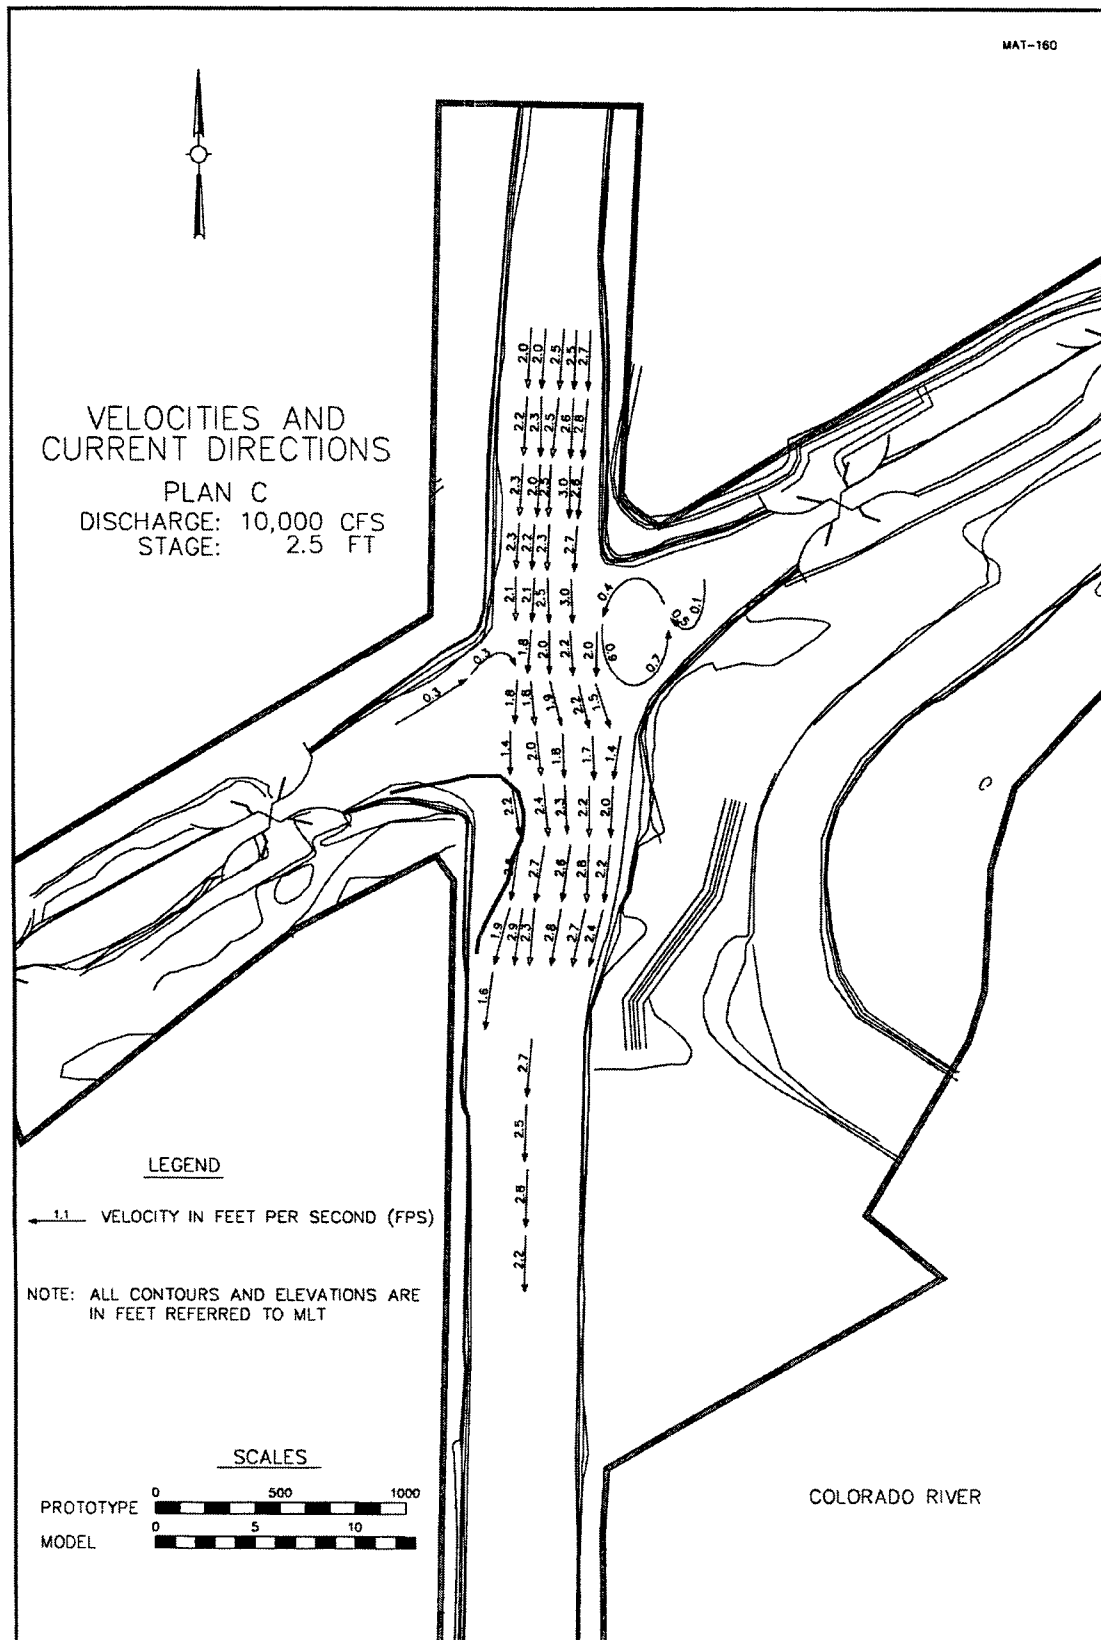 MAT-160
VELOCITIES AND
CURRENT DIRECTIONS
PLAN C
DISCHARGE: 10,000 CFS
STAGE: 2.5 FT
2.0 2.0 2.5 2.5 2.7
2.2 2.3 2.5 2.6 2.8
2.3 2.0 2.5 3.0 2.6
2.3 2.2 2.3 2.7
2.1 2.1 2.5 3.0 0.4 0.1
0.3 1.8 2.0 2.2 2.0 0.7
0.3 1.8 1.8 1.9 2.2 1.5
1.4 2.0 1.8 1.7 1.4
2.2 2.4 2.3 2.2 2.0
2.7 2.6 2.8 2.2
1.9 2.9 2.3 2.8 2.7 2.4
1.6
2.7
2.5
2.8
2.2
LEGEND
1.1 VELOCITY IN FEET PER SECOND (FPS)
NOTE: ALL CONTOURS AND ELEVATIONS ARE
IN FEET REFERRED TO MLT
SCALES
0 500 1000
PROTOTYPE
0 5 10
MODEL
COLORADO RIVER